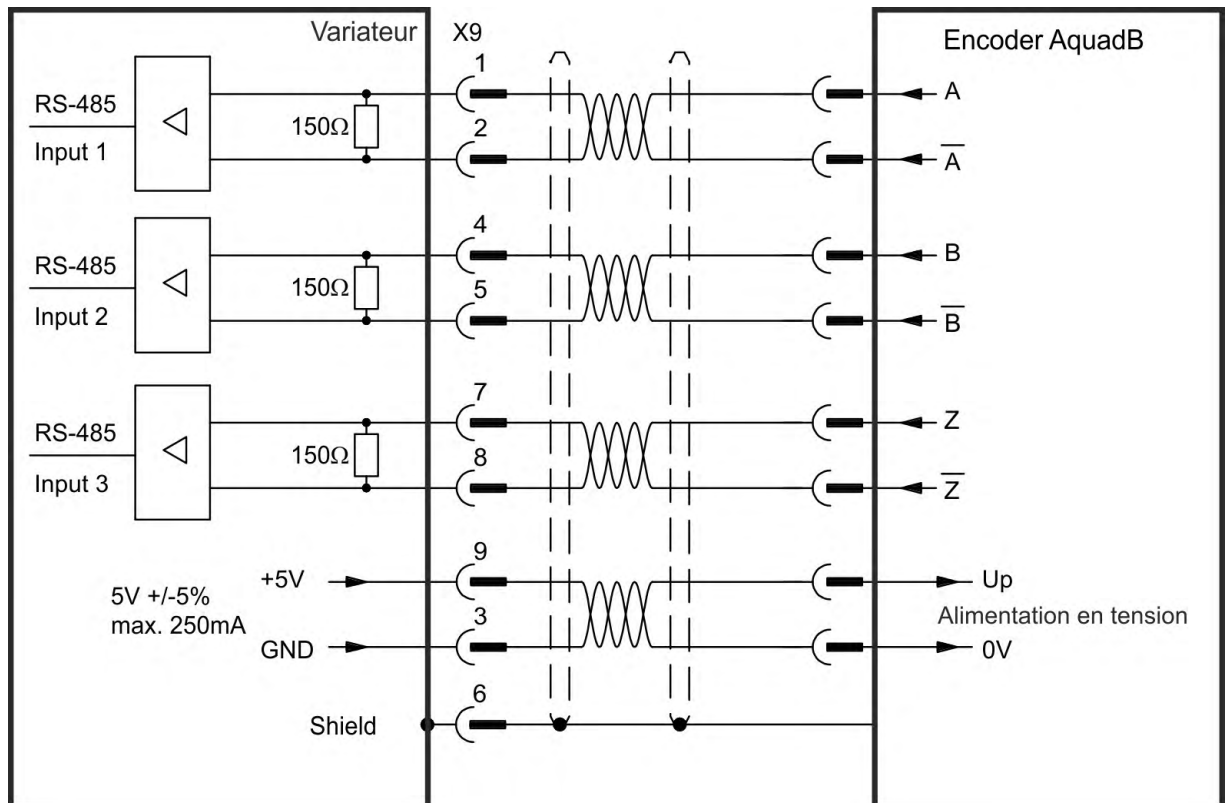 Variateur
X9
Encoder AquadB
1
RS-485
150Ω
Input 1
2
A
A̅
4
RS-485
150Ω
Input 2
5
B
B̅
7
RS-485
150Ω
Input 3
8
Z
Z̅
9
5V +/-5%
max. 250mA
+5V
Up
3
Alimentation en tension
GND
0V
6
Shield